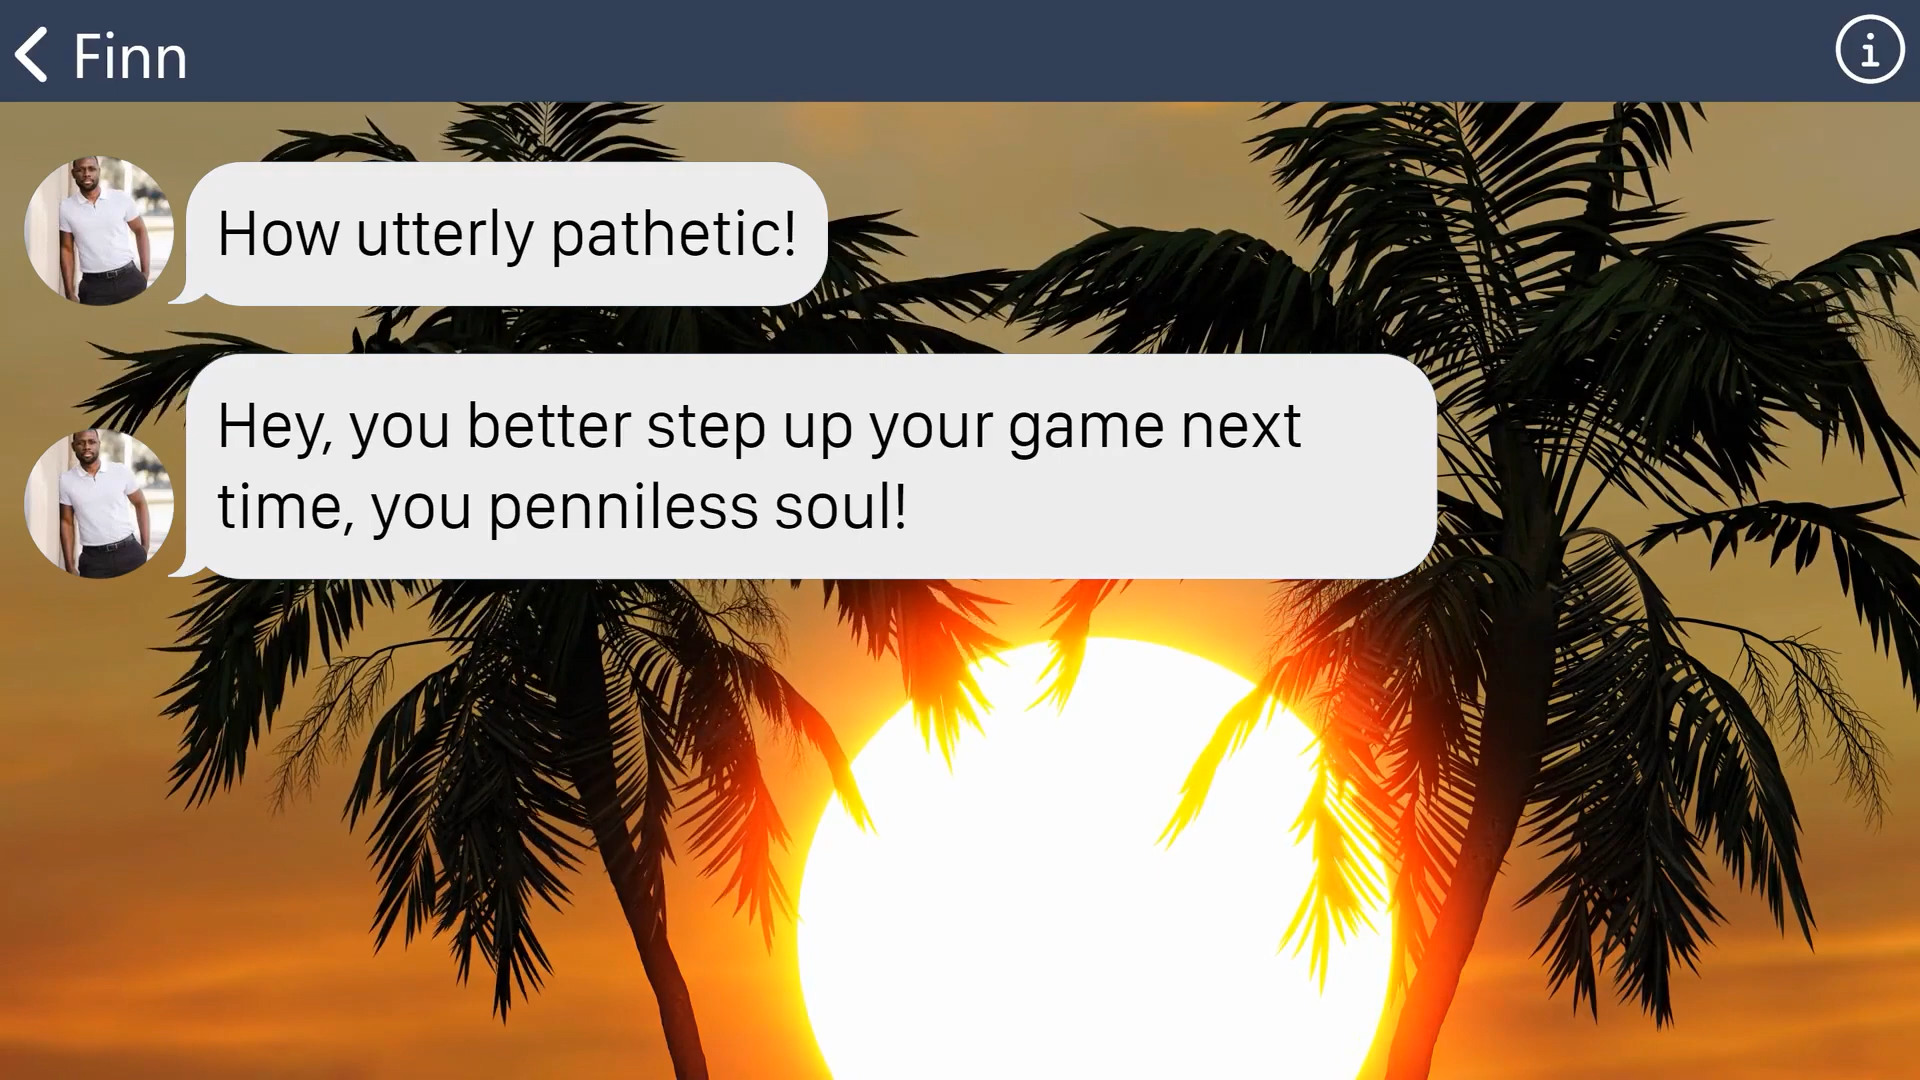 Finn
How utterly pathetic!
Hey, you better step up your game next
time, you penniless soul!